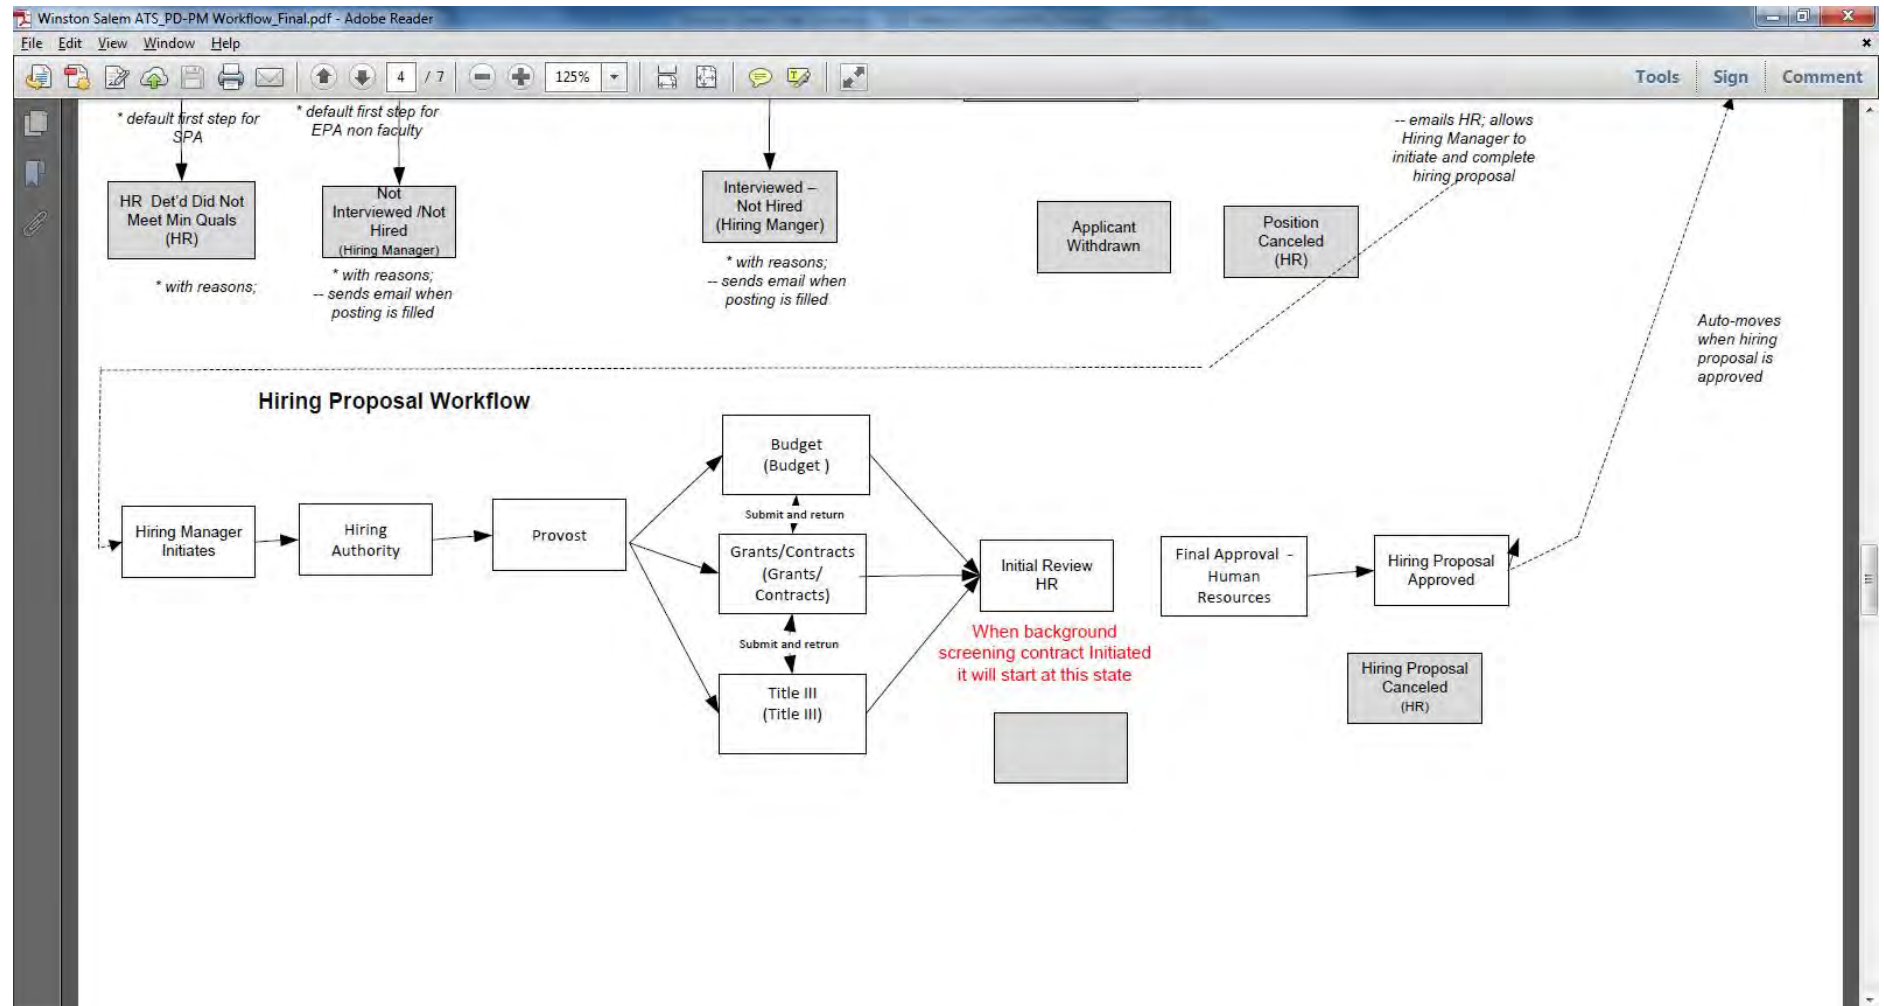 Winston Salem ATS_PD-PM Workflow_Final.pdf - Adobe Reader
File Edit View Window Help
4 / 7 125% Tools Sign Comment
* default first step for
SPA
* default first step for
EPA non faculty
-- emails HR; allows
Hiring Manager to
initiate and complete
hiring proposal
HR Det'd Did Not
Meet Min Quals
(HR)
* with reasons;
Not
Interviewed /Not
Hired
(Hiring Manager)
* with reasons;
-- sends email when
posting is filled
Interviewed –
Not Hired
(Hiring Manger)
* with reasons;
-- sends email when
posting is filled
Applicant
Withdrawn
Position
Canceled
(HR)
Auto-moves
when hiring
proposal is
approved
Hiring Proposal Workflow
Hiring Manager
Initiates
Hiring
Authority
Provost
Budget
(Budget )
Submit and return
Grants/Contracts
(Grants/
Contracts)
Submit and retrun
Title III
(Title III)
Initial Review
HR
When background
screening contract Initiated
it will start at this state
Final Approval -
Human
Resources
Hiring Proposal
Approved
Hiring Proposal
Canceled
(HR)